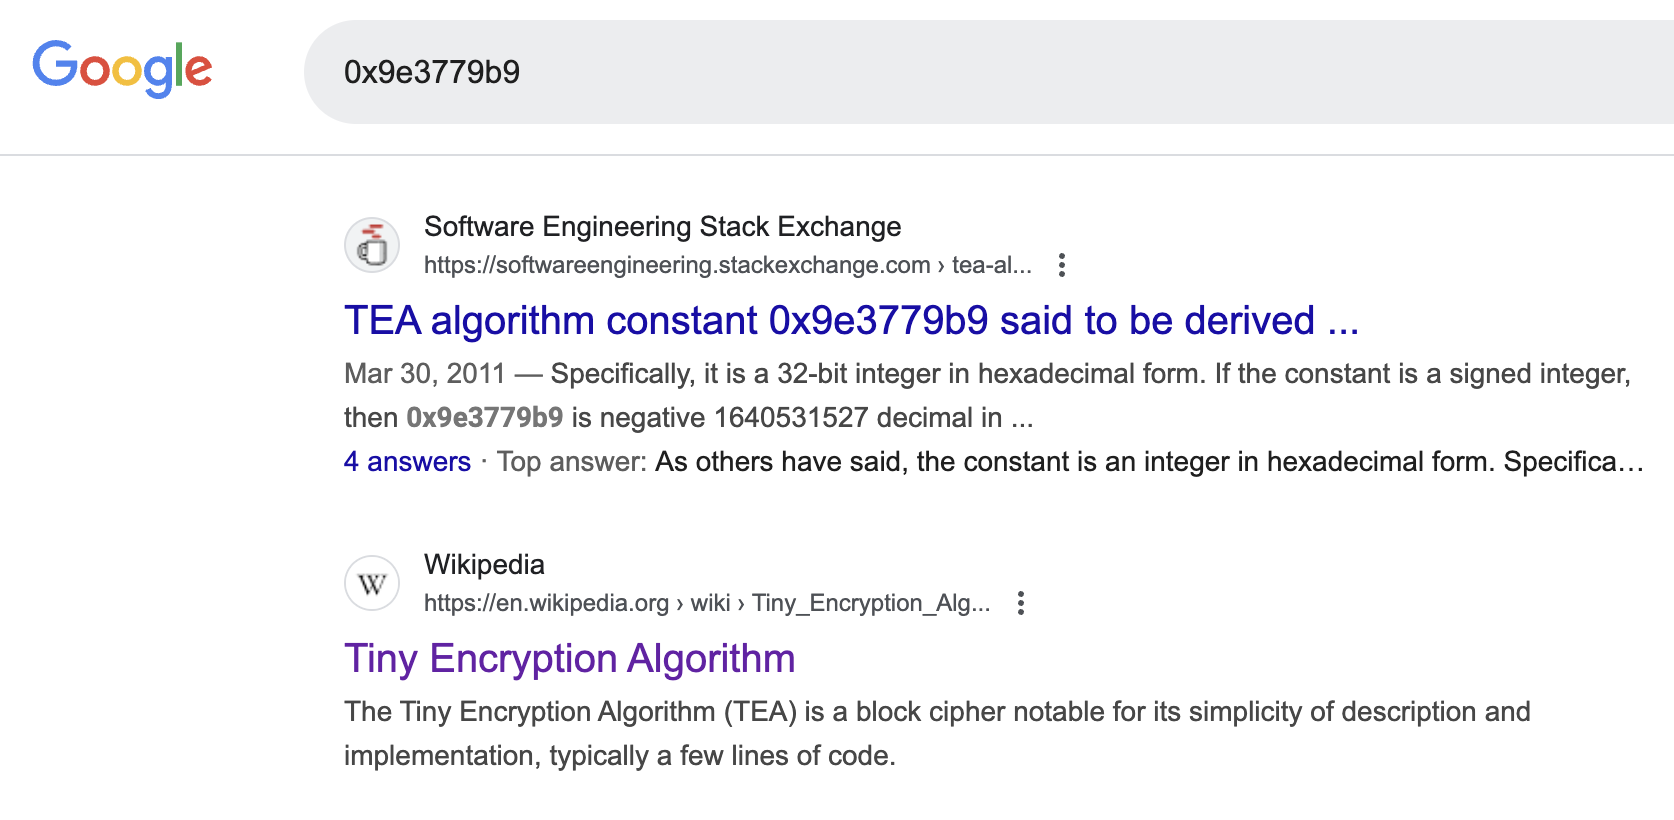 Google
0x9e3779b9
Software Engineering Stack Exchange
https://softwareengineering.stackexchange.com › tea-al...
TEA algorithm constant 0x9e3779b9 said to be derived ...
Mar 30, 2011 — Specifically, it is a 32-bit integer in hexadecimal form. If the constant is a signed integer,
then 0x9e3779b9 is negative 1640531527 decimal in ...
4 answers · Top answer: As others have said, the constant is an integer in hexadecimal form. Specifica…
W
Wikipedia
https://en.wikipedia.org › wiki › Tiny_Encryption_Alg...
Tiny Encryption Algorithm
The Tiny Encryption Algorithm (TEA) is a block cipher notable for its simplicity of description and
implementation, typically a few lines of code.